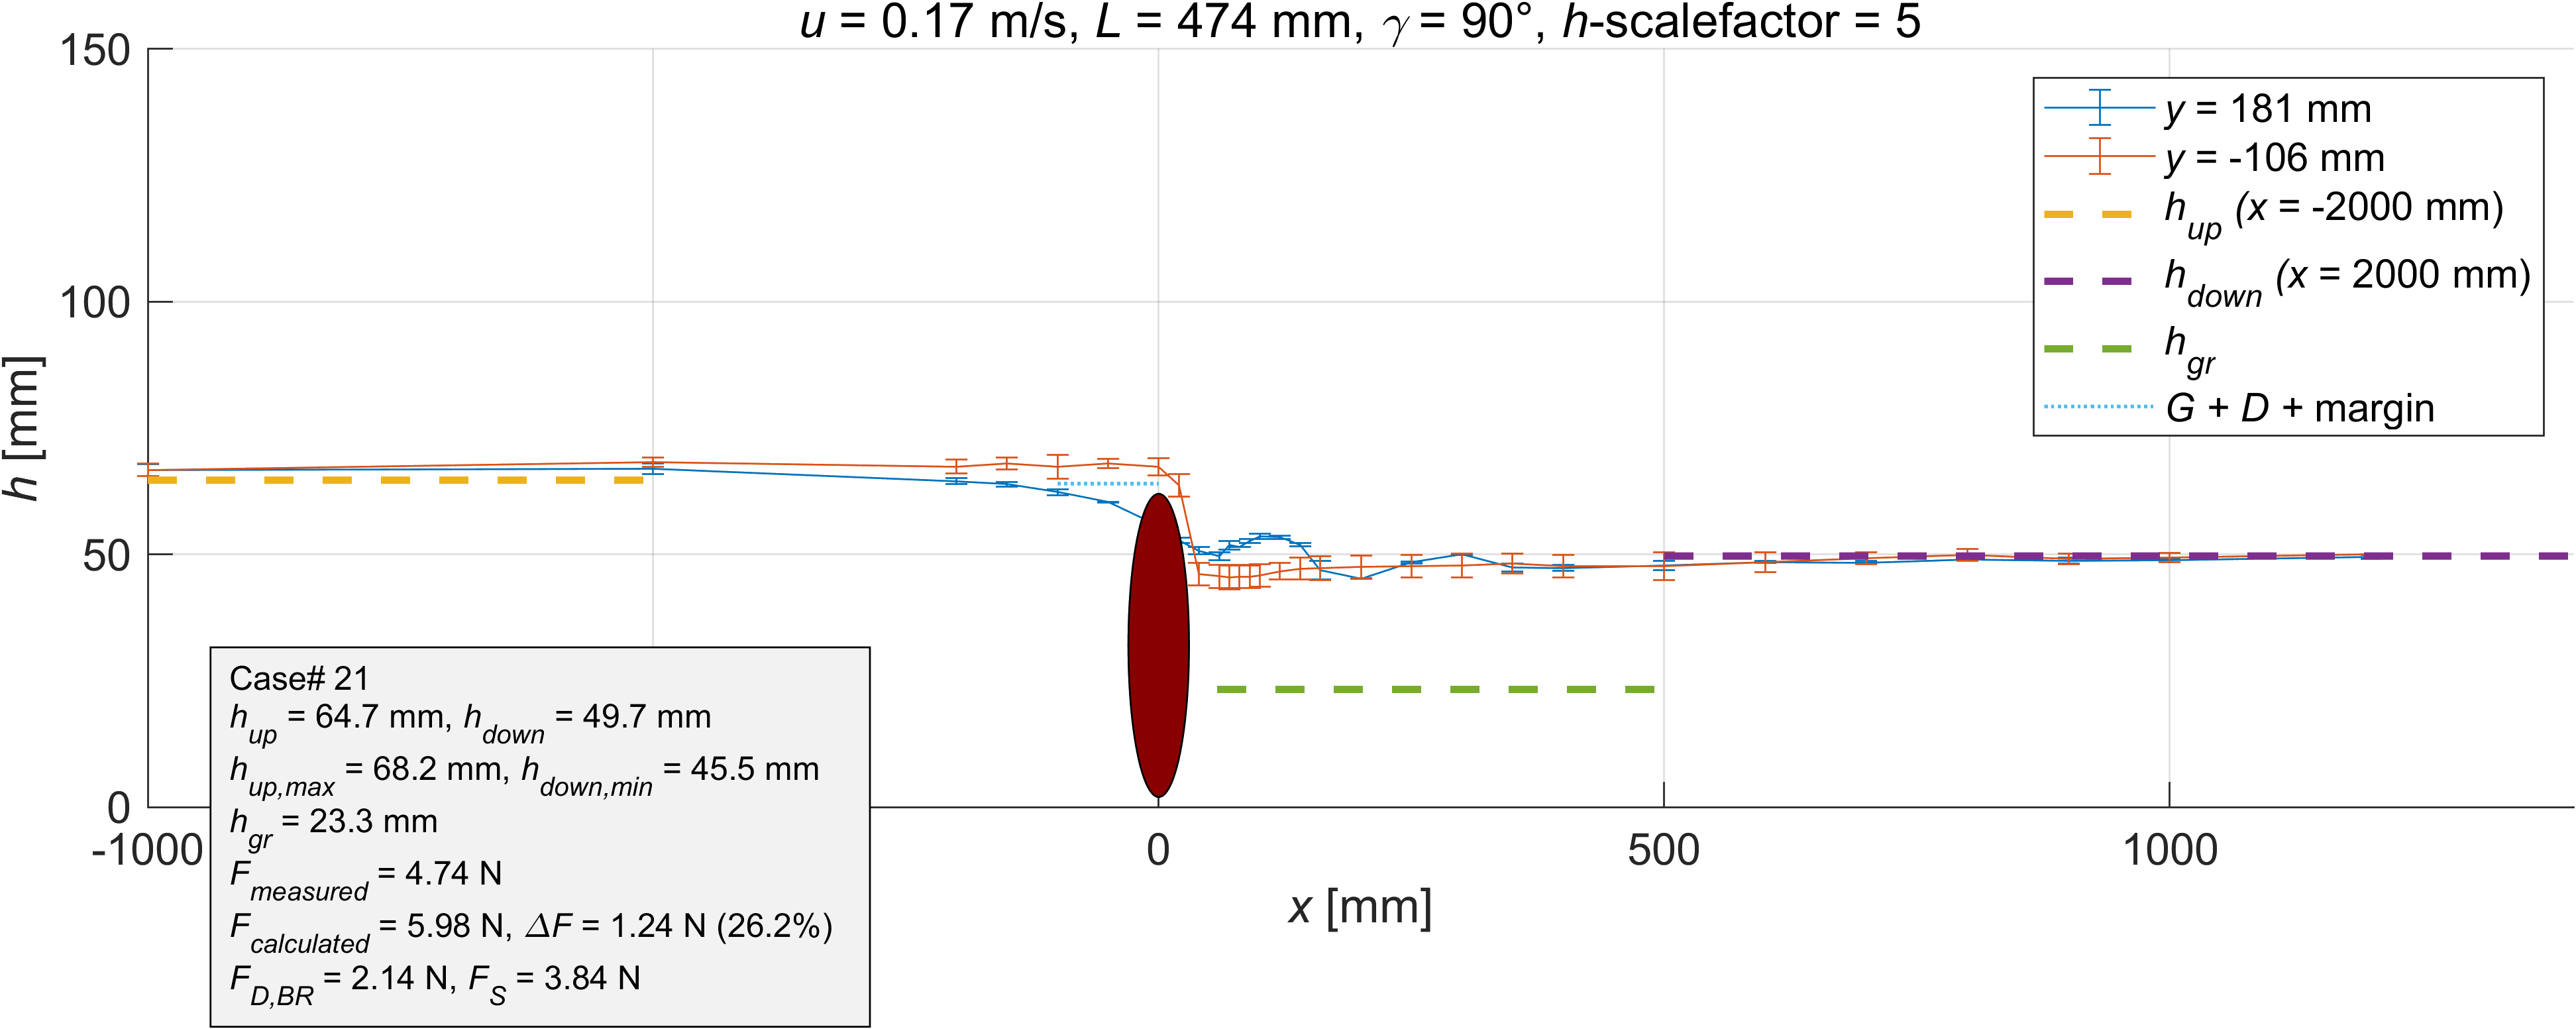 u = 0.17 m/s, L = 474 mm, γ = 90°, h-scalefactor = 5
150
100
50
0
h [mm]
-1000
0
500
1000
x [mm]
y = 181 mm
y = -106 mm
h_up (x = -2000 mm)
h_down (x = 2000 mm)
h_gr
G + D + margin
Case# 21
h_up = 64.7 mm, h_down = 49.7 mm
h_up,max = 68.2 mm, h_down,min = 45.5 mm
h_gr = 23.3 mm
F_measured = 4.74 N
F_calculated = 5.98 N, ΔF = 1.24 N (26.2%)
F_D,BR = 2.14 N, F_S = 3.84 N